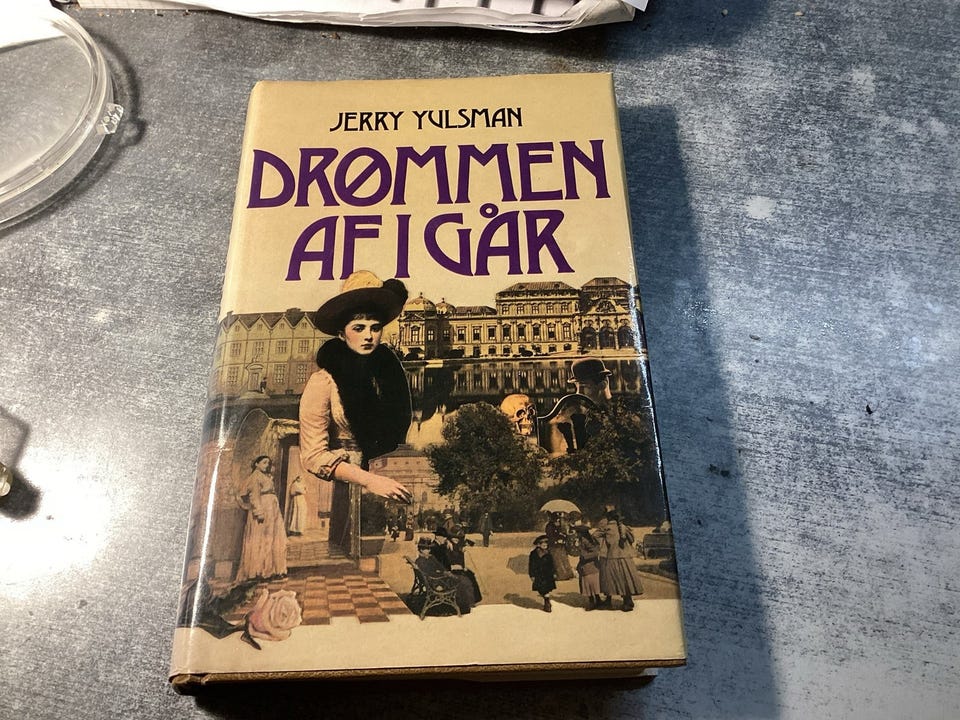 JERRY YULSMAN
DRØMMEN
AF I GÅR